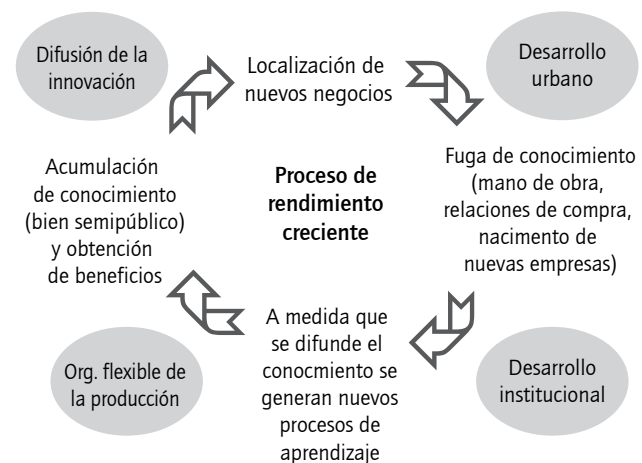 Difusión de la
innovación
Localización de
nuevos negocios
Desarrollo
urbano
Acumulación
de conocimiento
(bien semipúblico)
y obtención
de beneficios
Proceso de
rendimiento
creciente
Fuga de conocimiento
(mano de obra,
relaciones de compra,
nacimento de
nuevas empresas)
Org. flexible de
la producción
A medida que
se difunde el
conocmiento se
generan nuevos
procesos de
aprendizaje
Desarrollo
institucional